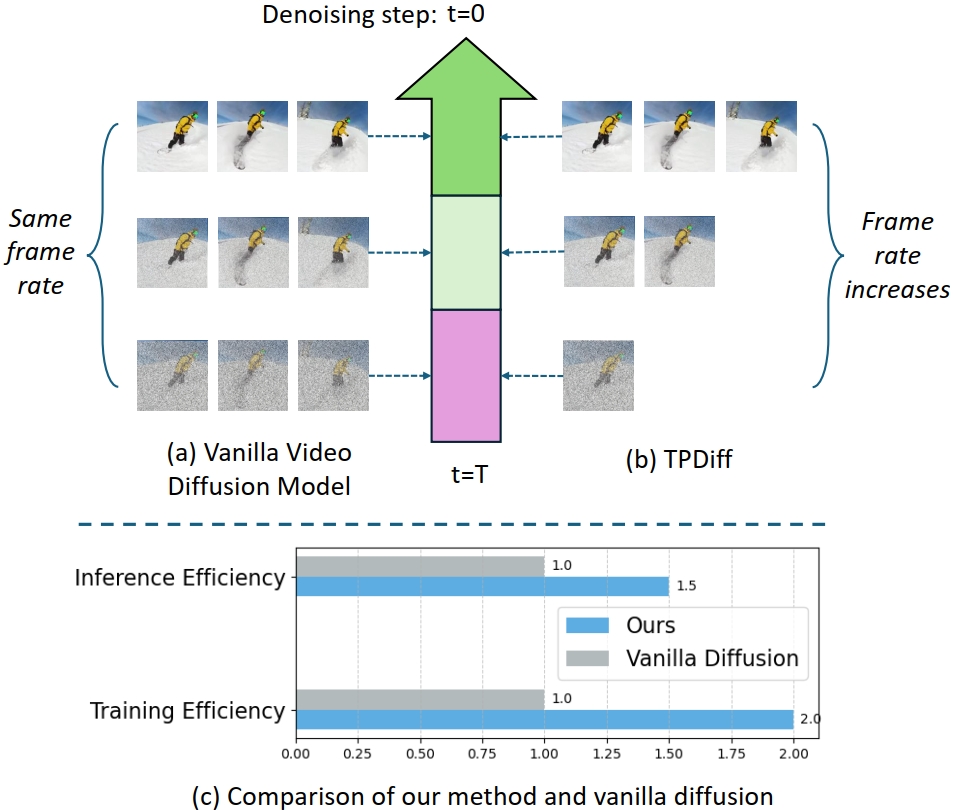 Denoising step: t=0
Same
frame
rate
Frame
rate
increases
(a) Vanilla Video
Diffusion Model
t=T
(b) TPDiff
Inference Efficiency
1.0
1.5
Ours
Vanilla Diffusion
Training Efficiency
1.0
2.0
0.00 0.25 0.50 0.75 1.00 1.25 1.50 1.75 2.00
(c) Comparison of our method and vanilla diffusion